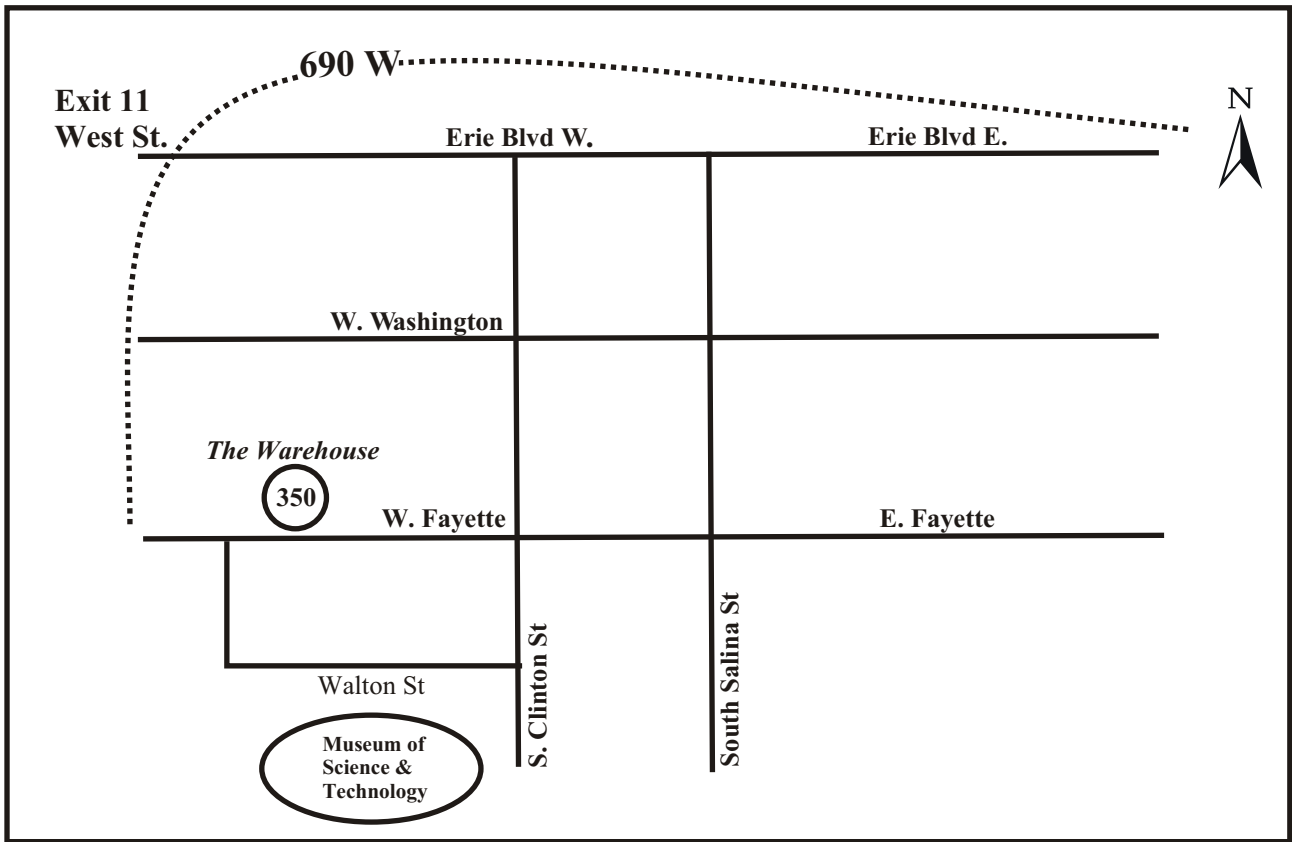 690 W
Exit 11
West St.
N
Erie Blvd W.
Erie Blvd E.
W. Washington
The Warehouse
350
W. Fayette
E. Fayette
S. Clinton St
South Salina St
Walton St
Museum of
Science &
Technology